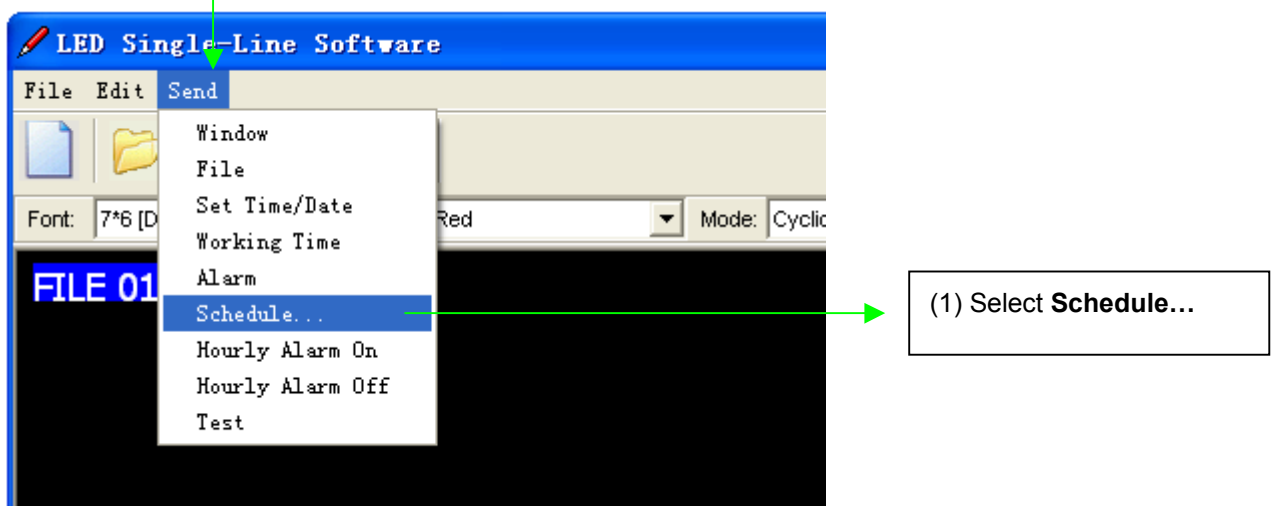 LED Single-Line Software
File Edit Send
Window
File
Set Time/Date
Working Time
Alarm
Schedule...
Hourly Alarm On
Hourly Alarm Off
Test
Font: 7*6 [D Red Mode: Cyclic
FILE 01
(1) Select Schedule…